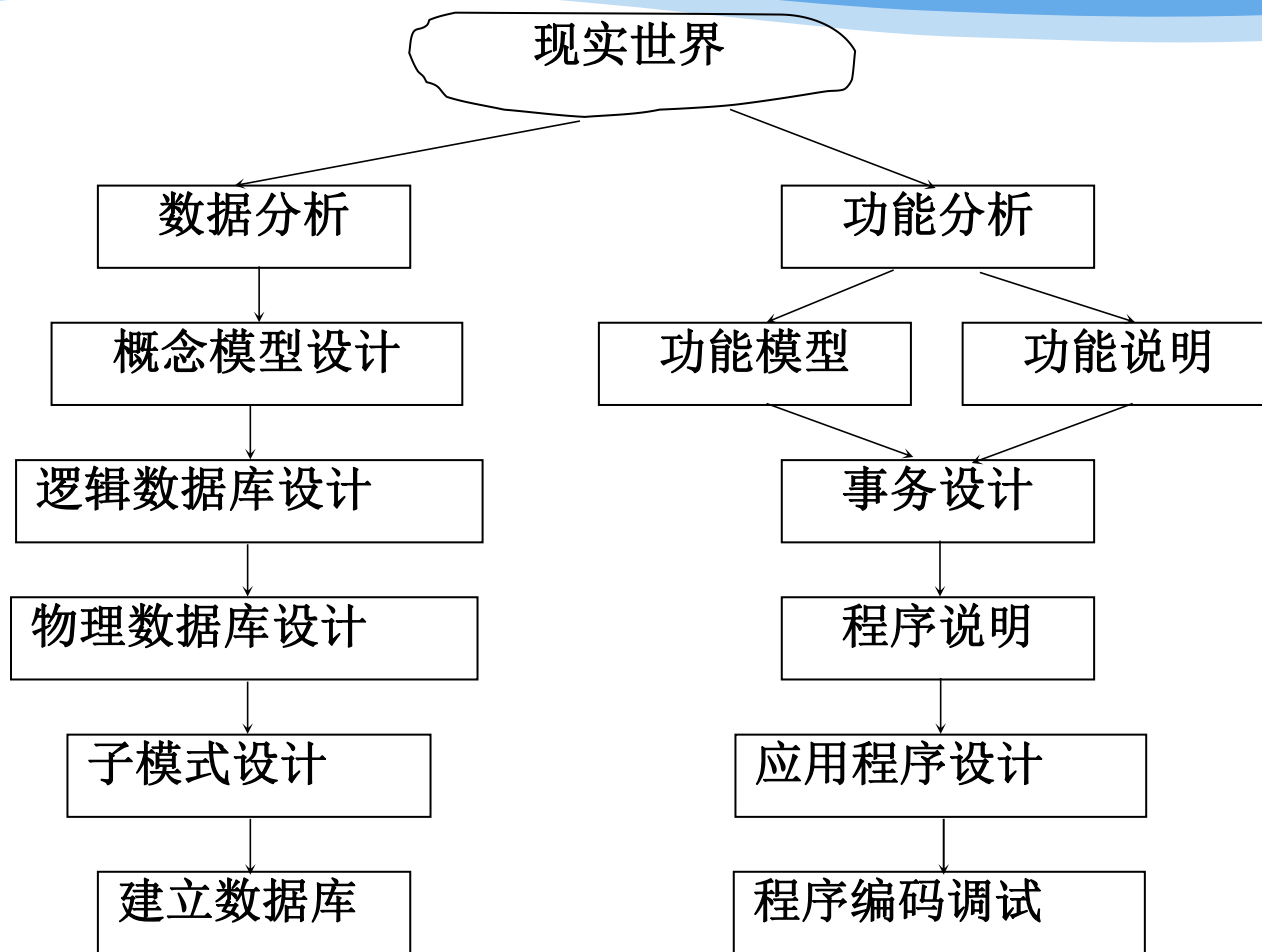 现实世界
数据分析
功能分析
概念模型设计
功能模型
功能说明
逻辑数据库设计
事务设计
物理数据库设计
程序说明
子模式设计
应用程序设计
建立数据库
程序编码调试